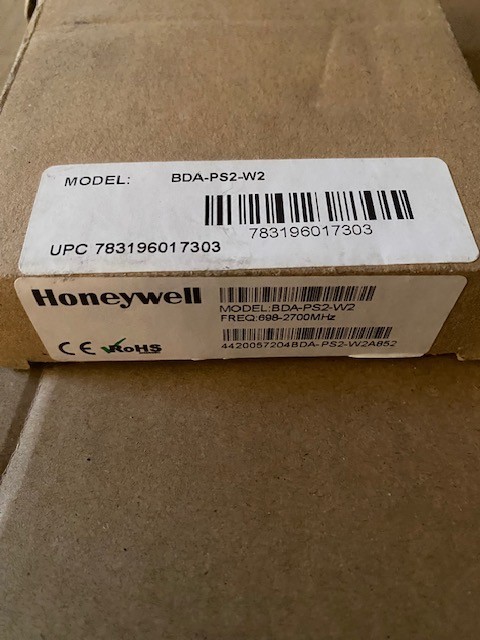 MODEL: BDA-PS2-W2
783196017303
UPC 783196017303
Honeywell
MODEL:BDA-PS2-W2
FREQ:698-2700MHz
CE RoHS
4420057204BDA-PS2-W2A852